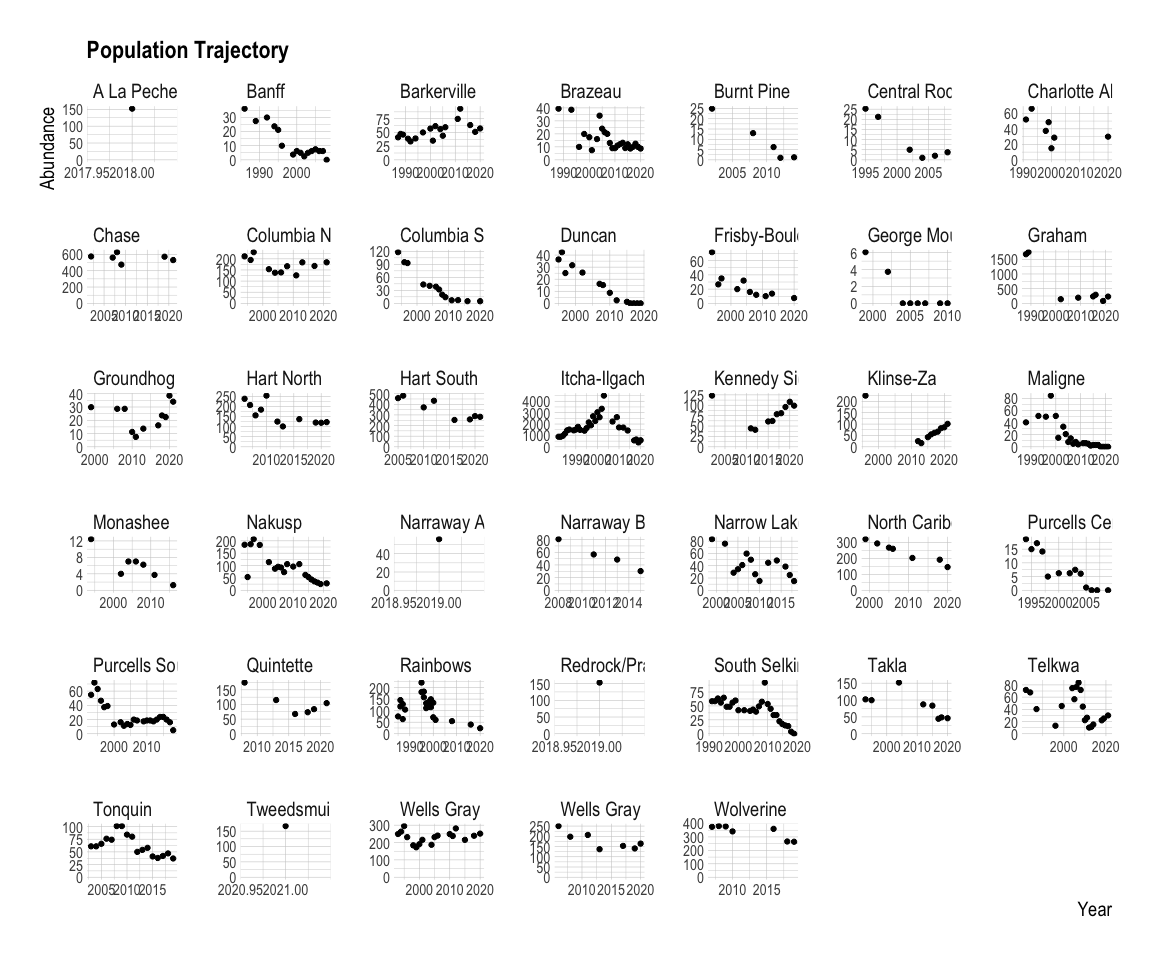 Population Trajectory
Abundance
A La Peche
150
100
50
0
2017.95 2018.00
Banff
30
20
10
0
1990 2000
Barkerville
75
50
25
0
1990 2000 2010 2020
Brazeau
40
30
20
10
0
1990 2000 2010 2020
Burnt Pine
25
20
15
10
5
0
2005 2010
Central Roc
25
20
15
10
5
0
1995 2000 2005
Charlotte Al
60
40
20
0
1990 2000 2010 2020
Chase
600
400
200
0
2005 2010 2015 2020
Columbia N
200
150
100
50
0
2000 2010 2020
Columbia S
120
90
60
30
0
2000 2010 2020
Duncan
40
30
20
10
0
2000 2010 2020
Frisby-Boul
60
40
20
0
2000 2010 2020
George Mou
6
4
2
0
2000 2005 2010
Graham
1500
1000
500
0
1990 2000 2010 2020
Groundhog
40
30
20
10
0
2000 2010 2020
Hart North
250
200
150
100
50
0
2010 2015 2020
Hart South
500
400
300
200
100
0
2005 2010 2015 2020
Itcha-Ilgach
4000
3000
2000
1000
0
1990 2000 2010 2020
Kennedy Si
125
100
75
50
25
0
2005 2010 2015 2020
Klinse-Za
200
150
100
50
0
2000 2010 2020
Maligne
80
60
40
20
0
1990 2000 2010 2020
Monashee
12
8
4
0
2000 2010
Nakusp
200
150
100
50
0
2000 2010 2020
Narraway A
40
20
0
2018.95 2019.00
Narraway B
80
60
40
20
0
2008 2010 2012 2014
Narrow Lak
80
60
40
20
0
2000 2005 2010 2015
North Carib
300
200
100
0
2000 2010 2020
Purcells Ce
15
10
5
0
1995 2000 2005
Purcells Sou
60
40
20
0
2000 2010
Quintette
150
100
50
0
2010 2015 2020
Rainbows
200
150
100
50
0
1990 2000 2010 2020
Redrock/Pra
150
100
50
0
2018.95 2019.00
South Selki
75
50
25
0
1990 2000 2010 2020
Takla
150
100
50
0
2000 2010 2020
Telkwa
80
60
40
20
0
2000 2020
Tonquin
100
75
50
25
0
2005 2010 2015
Tweedsmui
150
100
50
0
2020.95 2021.00
Wells Gray
300
200
100
0
2000 2010 2020
Wells Gray
250
200
150
100
50
0
2010 2015 2020
Wolverine
400
300
200
100
0
2010 2015
Year